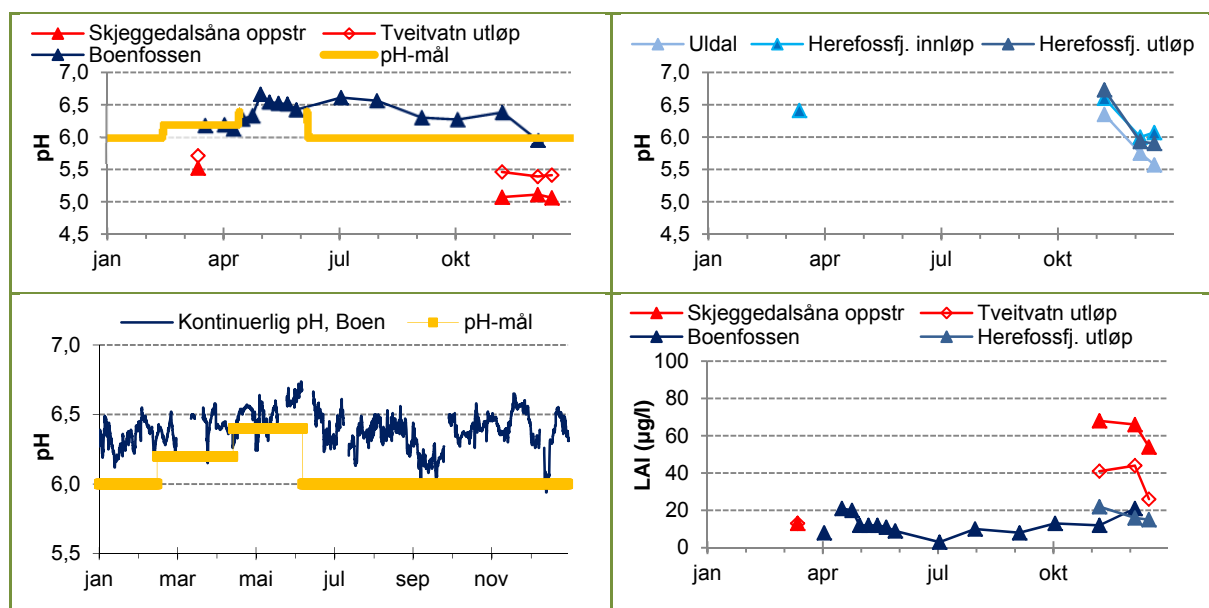 Skjeggedalsåna oppstr Tveitvatn utløp
Boenfossen pH-mål
7,0
6,5
6,0
5,5
5,0
4,5
pH
jan apr jul okt
Uldal Herefossfj. innløp Herefossfj. utløp
7,0
6,5
6,0
5,5
5,0
4,5
pH
jan apr jul okt
Kontinuerlig pH, Boen pH-mål
7,0
6,5
6,0
5,5
pH
jan mar mai jul sep nov
Skjeggedalsåna oppstr Tveitvatn utløp
Boenfossen Herefossfj. utløp
100
80
60
40
20
0
LAl (µg/l)
jan apr jul okt